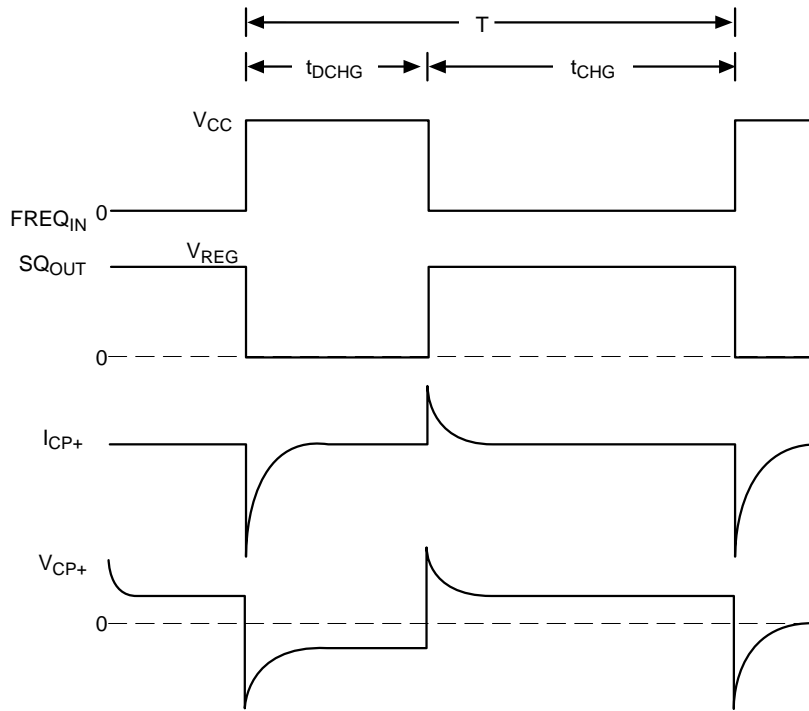 T
tDCHG
tCHG
VCC
0
FREQIN
VREG
SQOUT
0
ICP+
VCP+
0